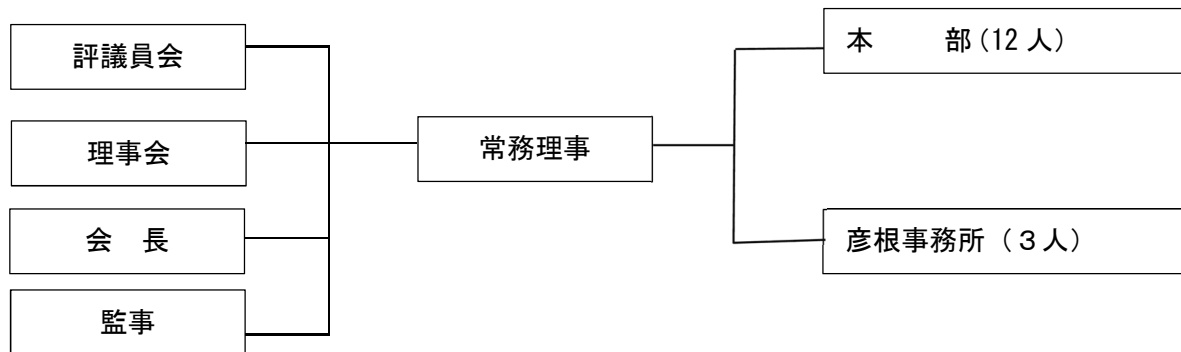 評議員会
理事会
会　長
監事
常務理事
本　　　部(12人)
彦根事務所（３人）